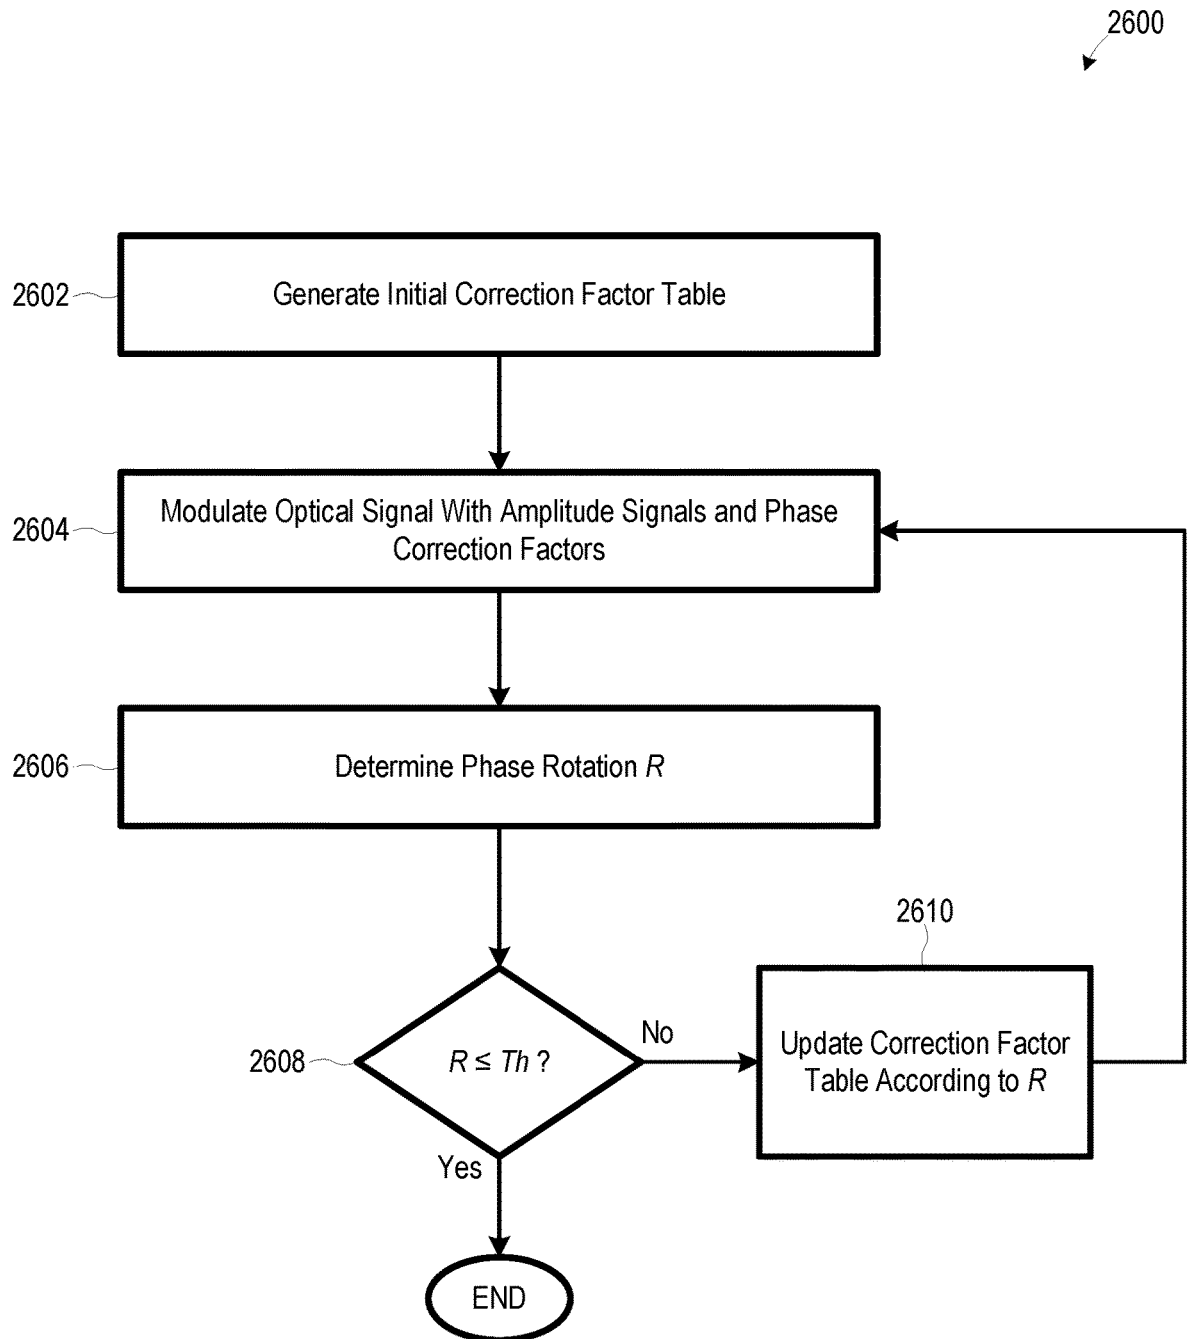 2600
2602
Generate Initial Correction Factor Table
2604
Modulate Optical Signal With Amplitude Signals and Phase
Correction Factors
2606
Determine Phase Rotation R
2610
2608
R ≤ Th ?
No
Update Correction Factor
Table According to R
Yes
END